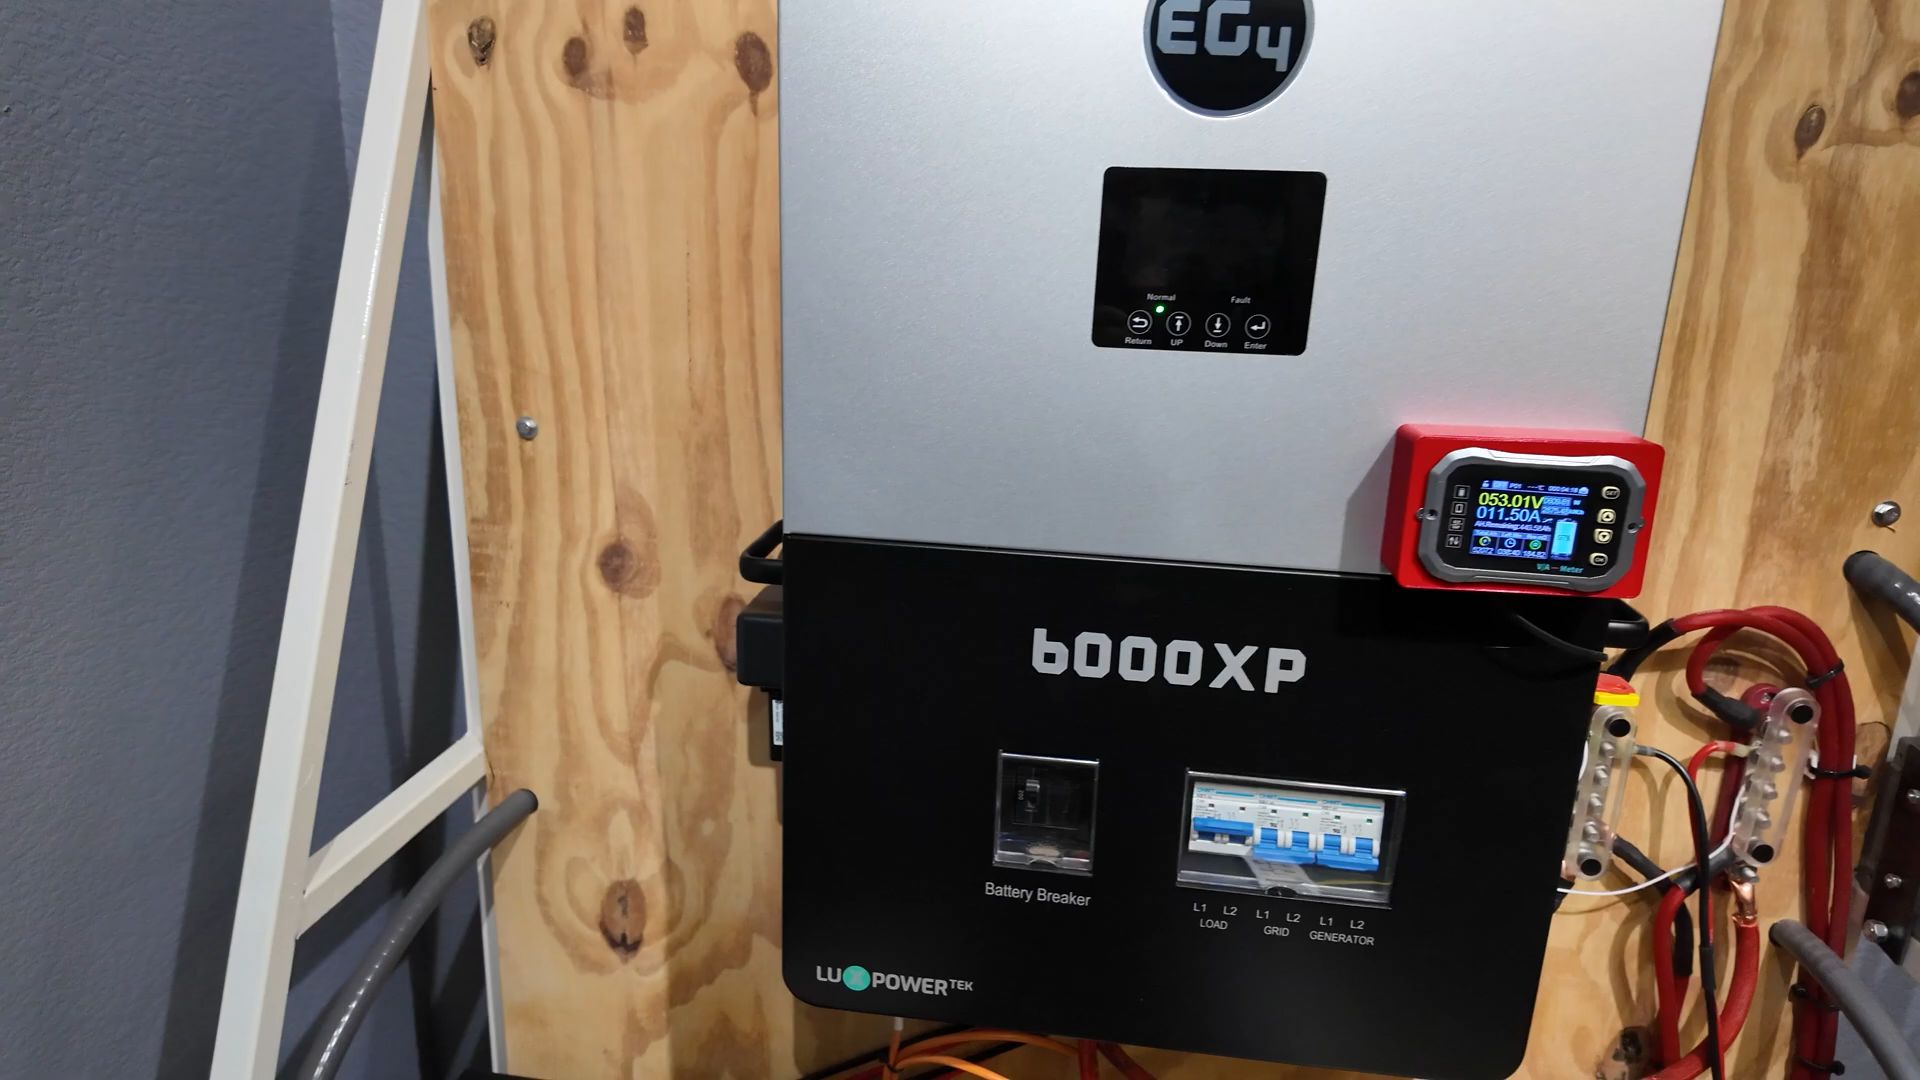 EG4
Normal Fault
Return UP Down Enter
053.01V
011.50A
V/A-Meter
6000XP
Battery Breaker
L1 L2 L1 L2 L1 L2
LOAD GRID GENERATOR
LUXPOWERTEK